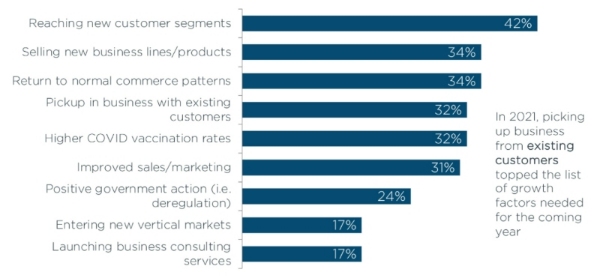 Reaching new customer segments
42%
Selling new business lines/products
34%
Return to normal commerce patterns
34%
Pickup in business with existing
customers
32%
Higher COVID vaccination rates
32%
Improved sales/marketing
31%
Positive government action (i.e.
deregulation)
24%
Entering new vertical markets
17%
Launching business consulting
services
17%
In 2021, picking
up business
from existing
customers
topped the list
of growth
factors needed
for the coming
year